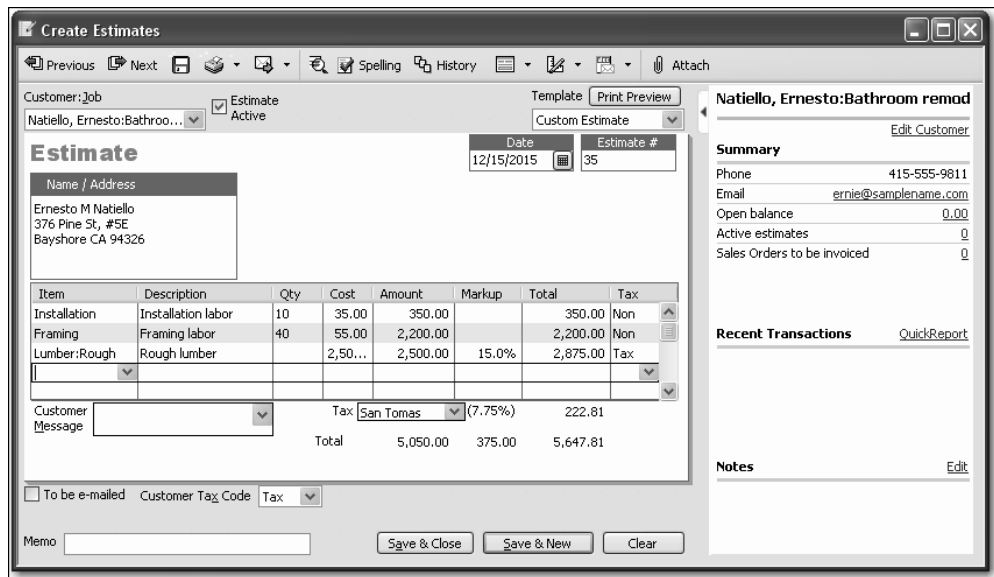 Create Estimates
Previous Next Spelling History Attach
Customer:Job
Natiello, Ernesto:Bathroo...
Estimate
Active
Template Print Preview
Custom Estimate
Estimate
Date
12/15/2015
Estimate #
35
Name / Address
Ernesto M Natiello
376 Pine St, #5E
Bayshore CA 94326
Item Description Qty Cost Amount Markup Total Tax
Installation Installation labor 10 35.00 350.00 350.00 Non
Framing Framing labor 40 55.00 2,200.00 2,200.00 Non
Lumber:Rough Rough lumber 2,50... 2,500.00 15.0% 2,875.00 Tax
Customer
Message
Tax San Tomas (7.75%) 222.81
Total 5,050.00 375.00 5,647.81
To be e-mailed Customer Tax Code Tax
Memo
Save & Close Save & New Clear
Natiello, Ernesto:Bathroom remod
Edit Customer
Summary
Phone 415-555-9811
Email ernie@samplename.com
Open balance 0.00
Active estimates 0
Sales Orders to be invoiced 0
Recent Transactions QuickReport
Notes Edit